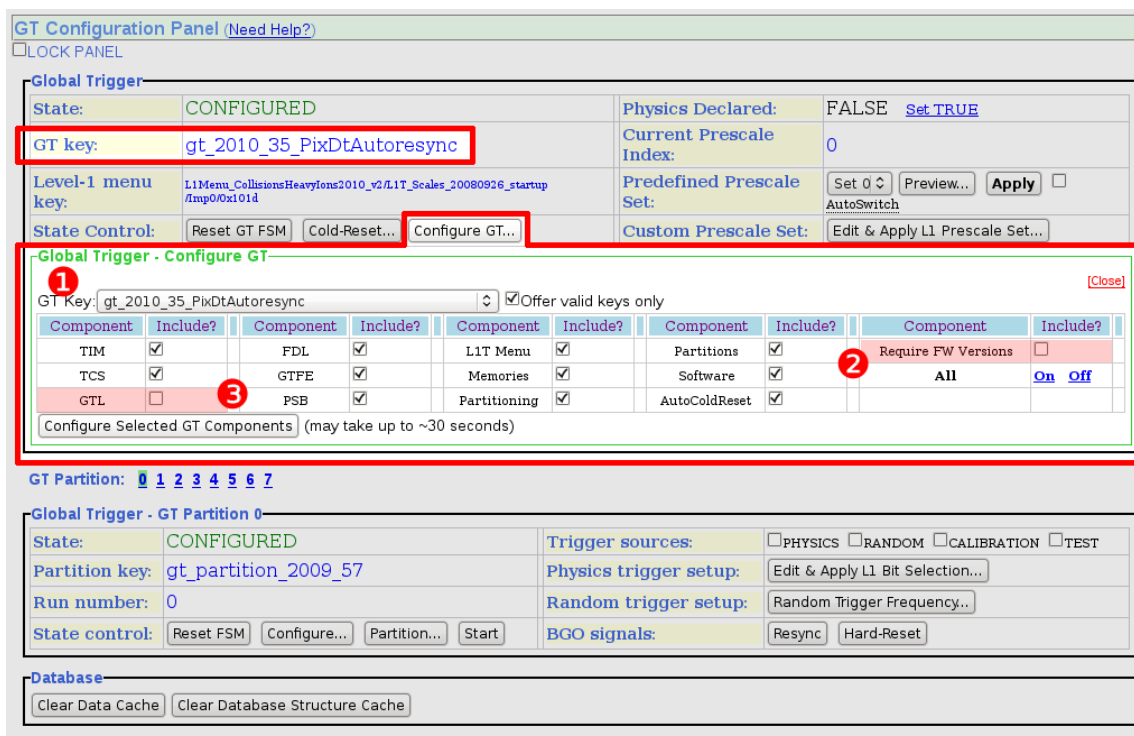 GT Configuration Panel (Need Help?)
LOCK PANEL
Global Trigger
State: CONFIGURED Physics Declared: FALSE Set TRUE
GT key: gt_2010_35_PixDtAutoresync Current Prescale Index: 0
Level-1 menu key: L1Menu_CollisionsHeavyIons2010_v2/L1T_Scales_20080926_startup
/Imp0/0x101d
Predefined Prescale Set: Set 0 Preview... Apply
AutoSwitch
State Control: Reset GT FSM Cold-Reset... Configure GT... Custom Prescale Set: Edit & Apply L1 Prescale Set...
Global Trigger - Configure GT
1
[Close]
GT Key: gt_2010_35_PixDtAutoresync Offer valid keys only
Component Include? Component Include? Component Include? Component Include? Component Include?
TIM FDL L1T Menu Partitions Require FW Versions
2
TCS GTFE Memories Software All On Off
3
GTL PSB Partitioning AutoColdReset
Configure Selected GT Components (may take up to ~30 seconds)
GT Partition: 0 1 2 3 4 5 6 7
Global Trigger - GT Partition 0
State: CONFIGURED Trigger sources: PHYSICS RANDOM CALIBRATION TEST
Partition key: gt_partition_2009_57 Physics trigger setup: Edit & Apply L1 Bit Selection...
Run number: 0 Random trigger setup: Random Trigger Frequency...
State control: Reset FSM Configure... Partition... Start BGO signals: Resync Hard-Reset
Database
Clear Data Cache Clear Database Structure Cache